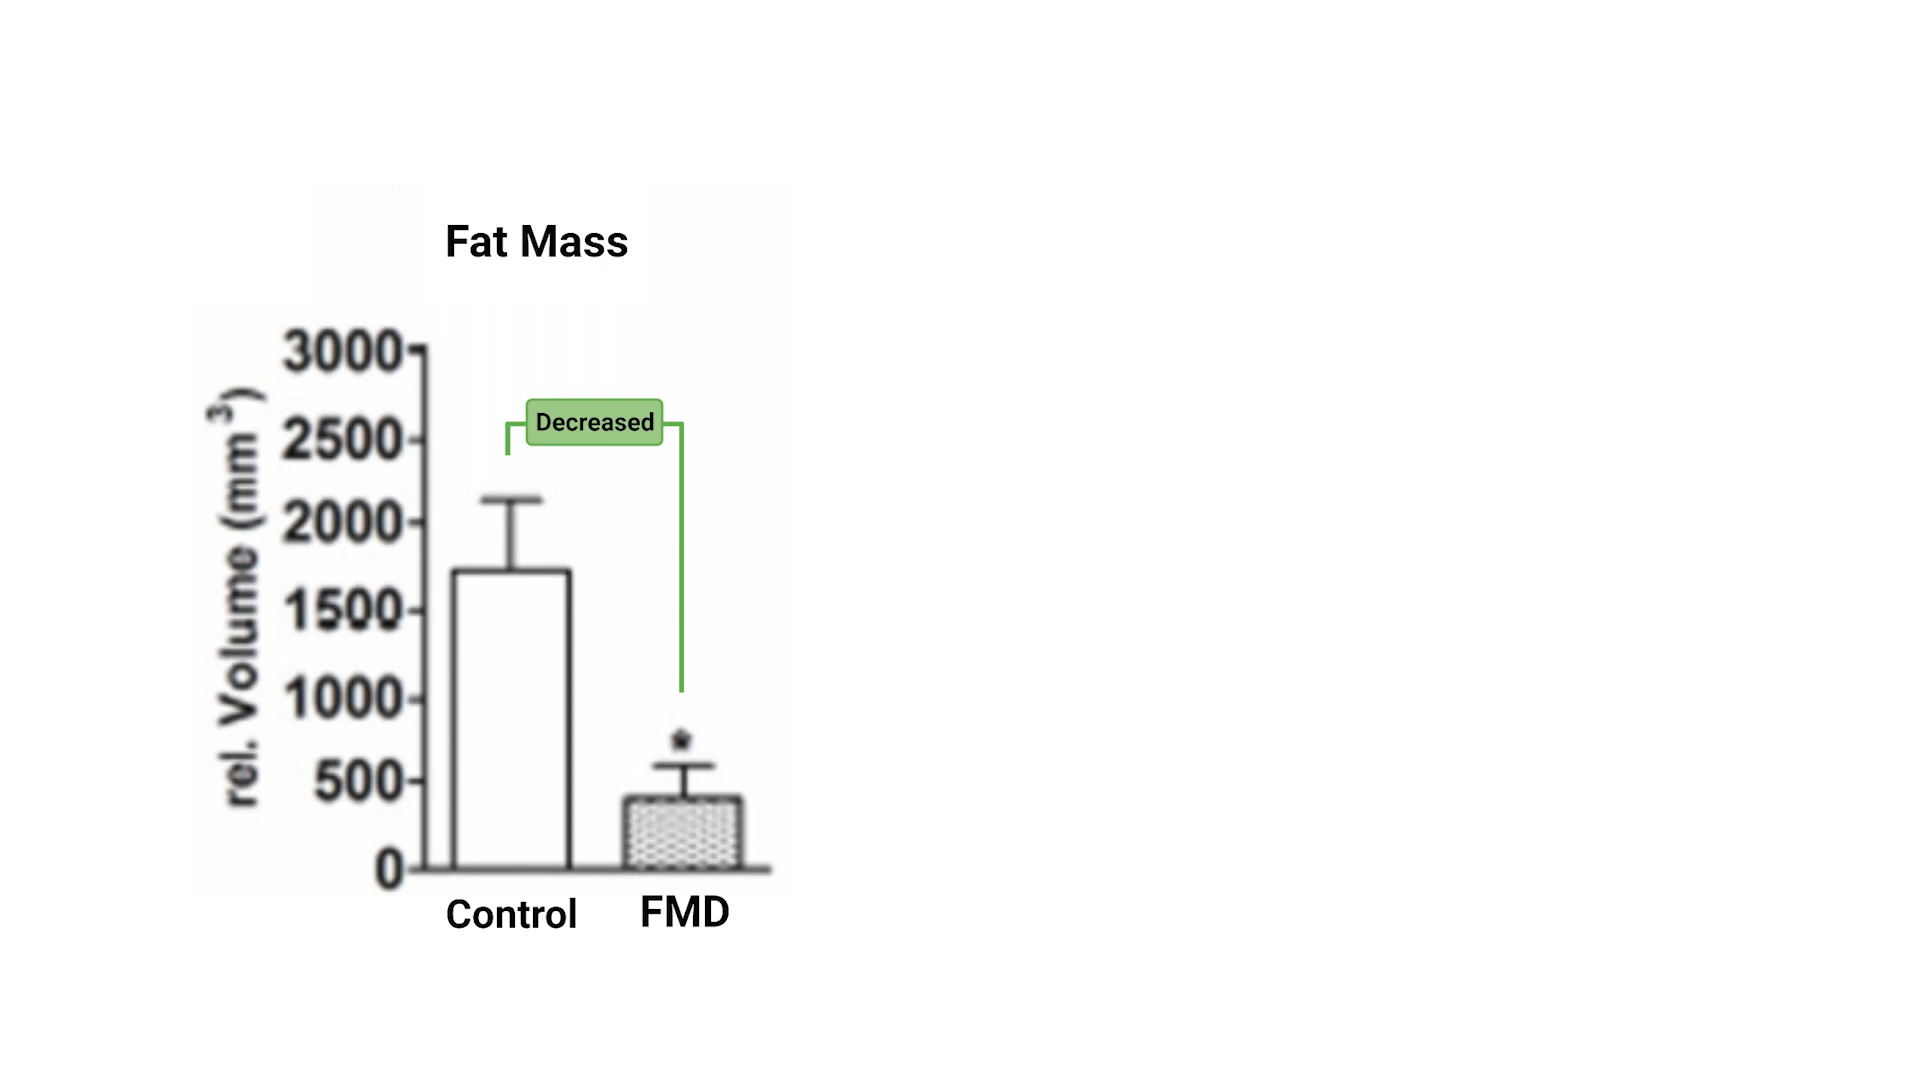 Fat Mass
rel. Volume (mm³)
3000
2500
2000
1500
1000
500
0
Decreased
*
Control
FMD